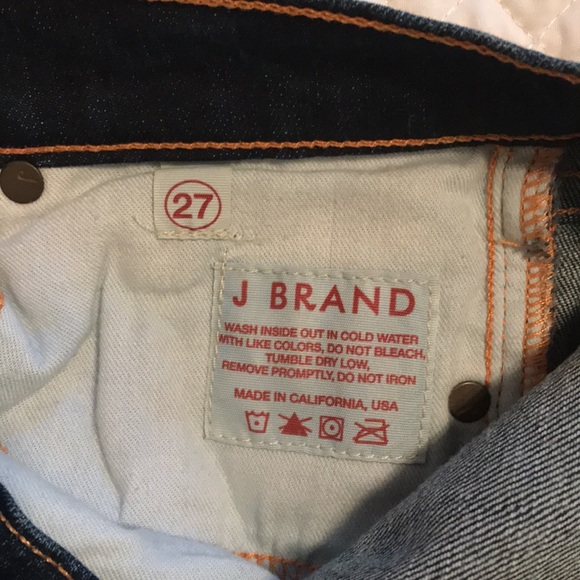 27
J BRAND
WASH INSIDE OUT IN COLD WATER
WITH LIKE COLORS, DO NOT BLEACH,
TUMBLE DRY LOW,
REMOVE PROMPTLY, DO NOT IRON
MADE IN CALIFORNIA, USA